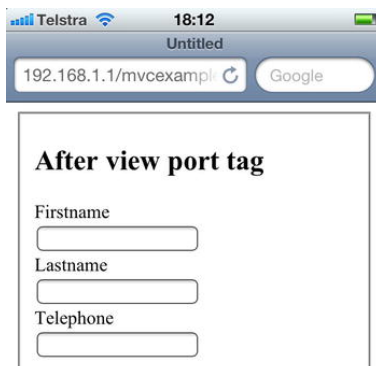 Telstra 18:12
Untitled
192.168.1.1/mvcexampl Google
After view port tag
Firstname
Lastname
Telephone